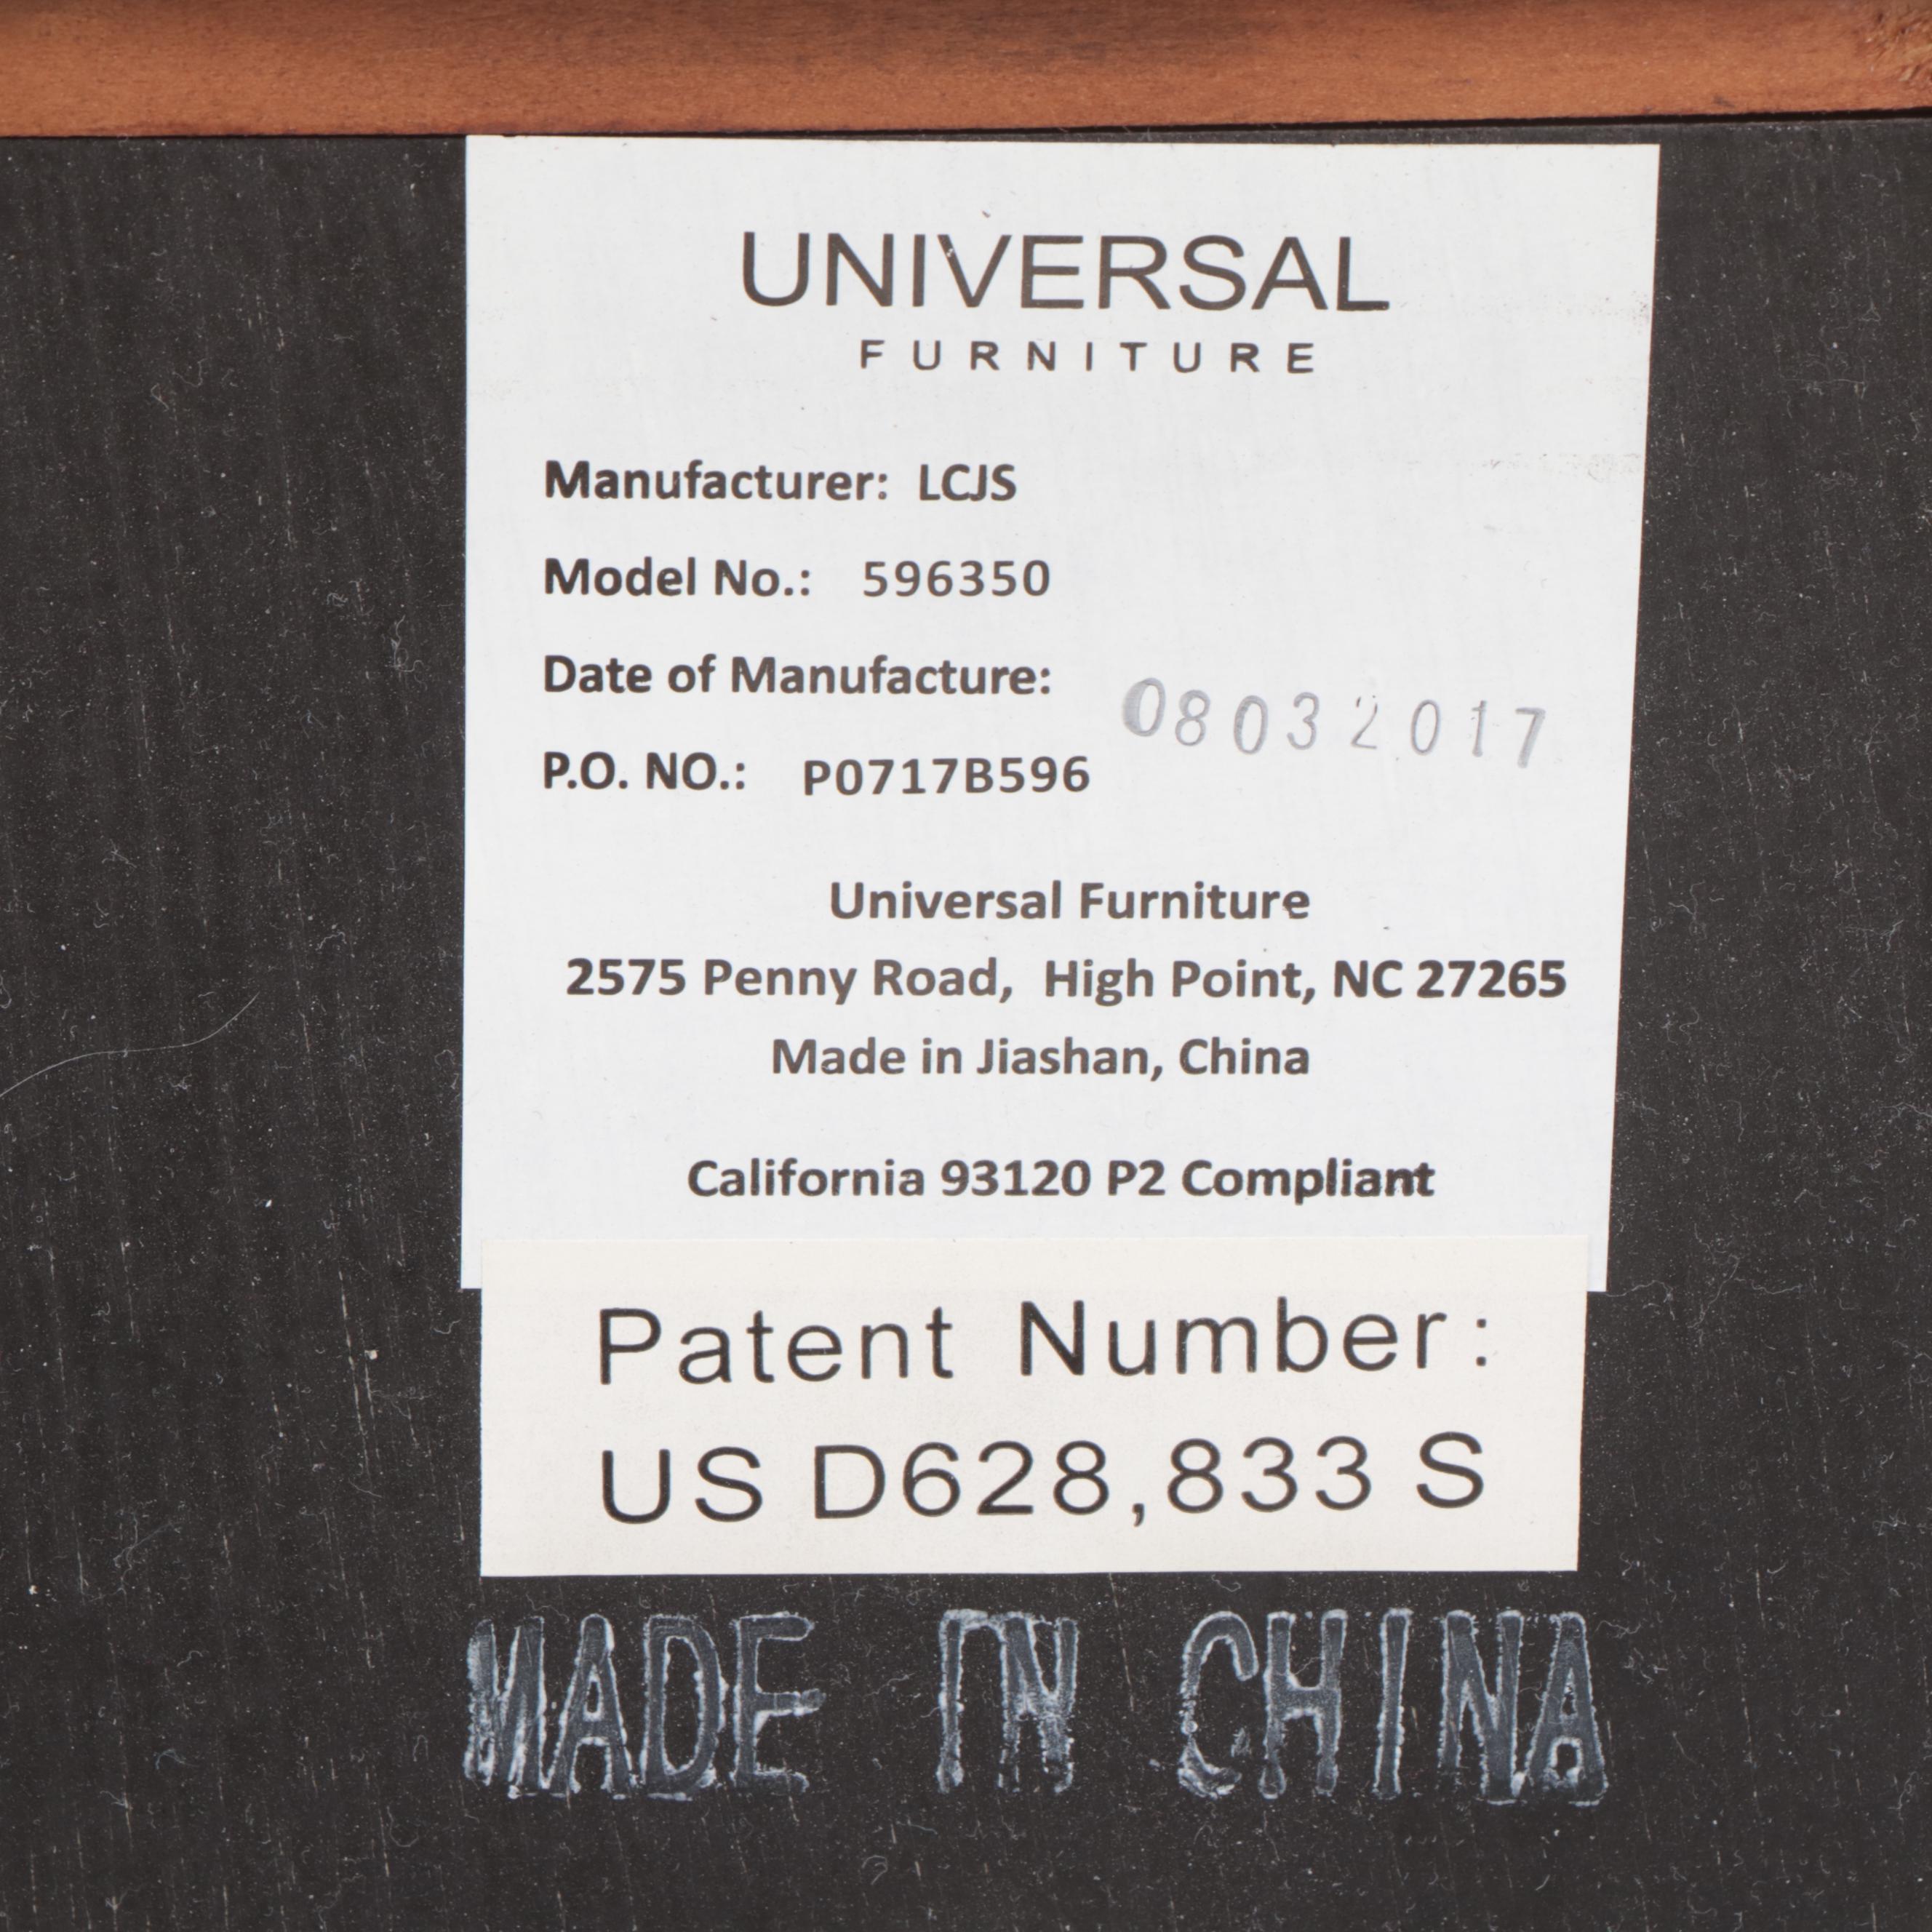 UNIVERSAL
FURNITURE
Manufacturer: LCJS
Model No.: 596350
Date of Manufacture: 08032017
P.O. NO.: P0717B596
Universal Furniture
2575 Penny Road, High Point, NC 27265
Made in Jiashan, China
California 93120 P2 Compliant
Patent Number:
US D628,833 S
MADE IN CHINA